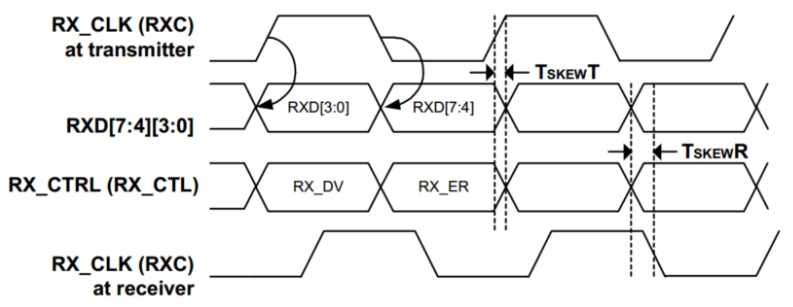 RX_CLK (RXC)
at transmitter
TSKEWT
RXD[3:0]
RXD[7:4]
RXD[7:4][3:0]
TSKEWR
RX_CTRL (RX_CTL)
RX_DV
RX_ER
RX_CLK (RXC)
at receiver